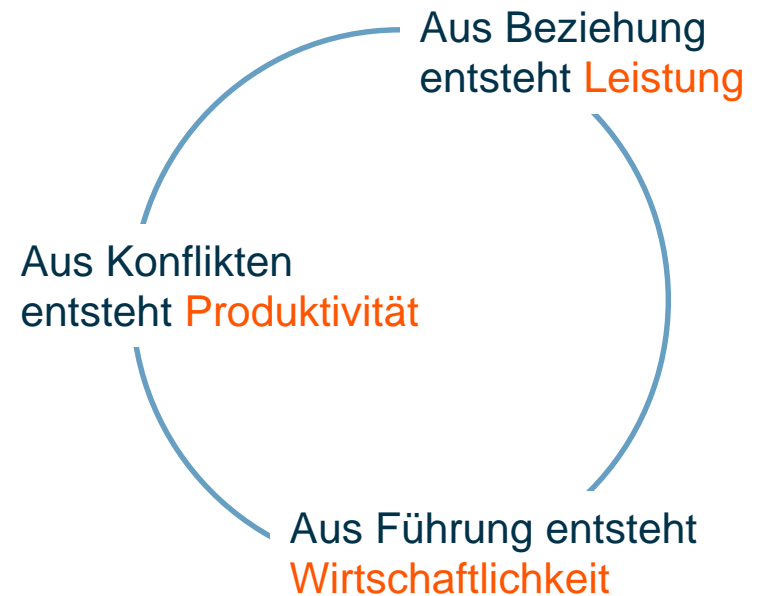 Aus Beziehung
entsteht Leistung
Aus Konflikten
entsteht Produktivität
Aus Führung entsteht
Wirtschaftlichkeit